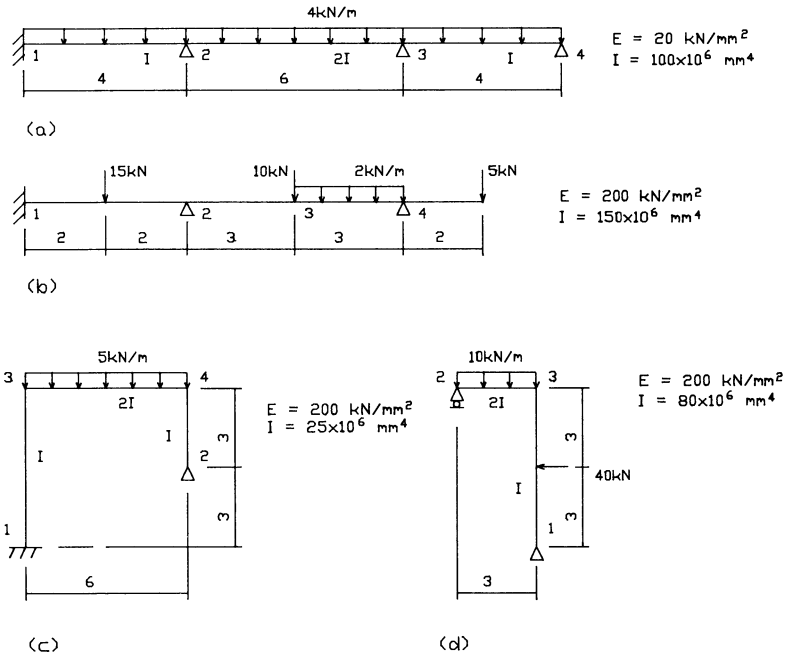 4kN/m
1 I 2 2I 3 I 4
E = 20 kN/mm²
I = 100x10⁶ mm⁴
4 6 4
(a)
15kN 10kN 2kN/m 5kN
1 2 3 4
E = 200 kN/mm²
I = 150x10⁶ mm⁴
2 2 3 3 2
(b)
5kN/m
3 4
2I
I I 3
E = 200 kN/mm²
I = 25x10⁶ mm⁴
2
3
1
6
(c)
10kN/m
2 3
2I
E = 200 kN/mm²
I = 80x10⁶ mm⁴
3
40kN
I
3
1
3
(d)